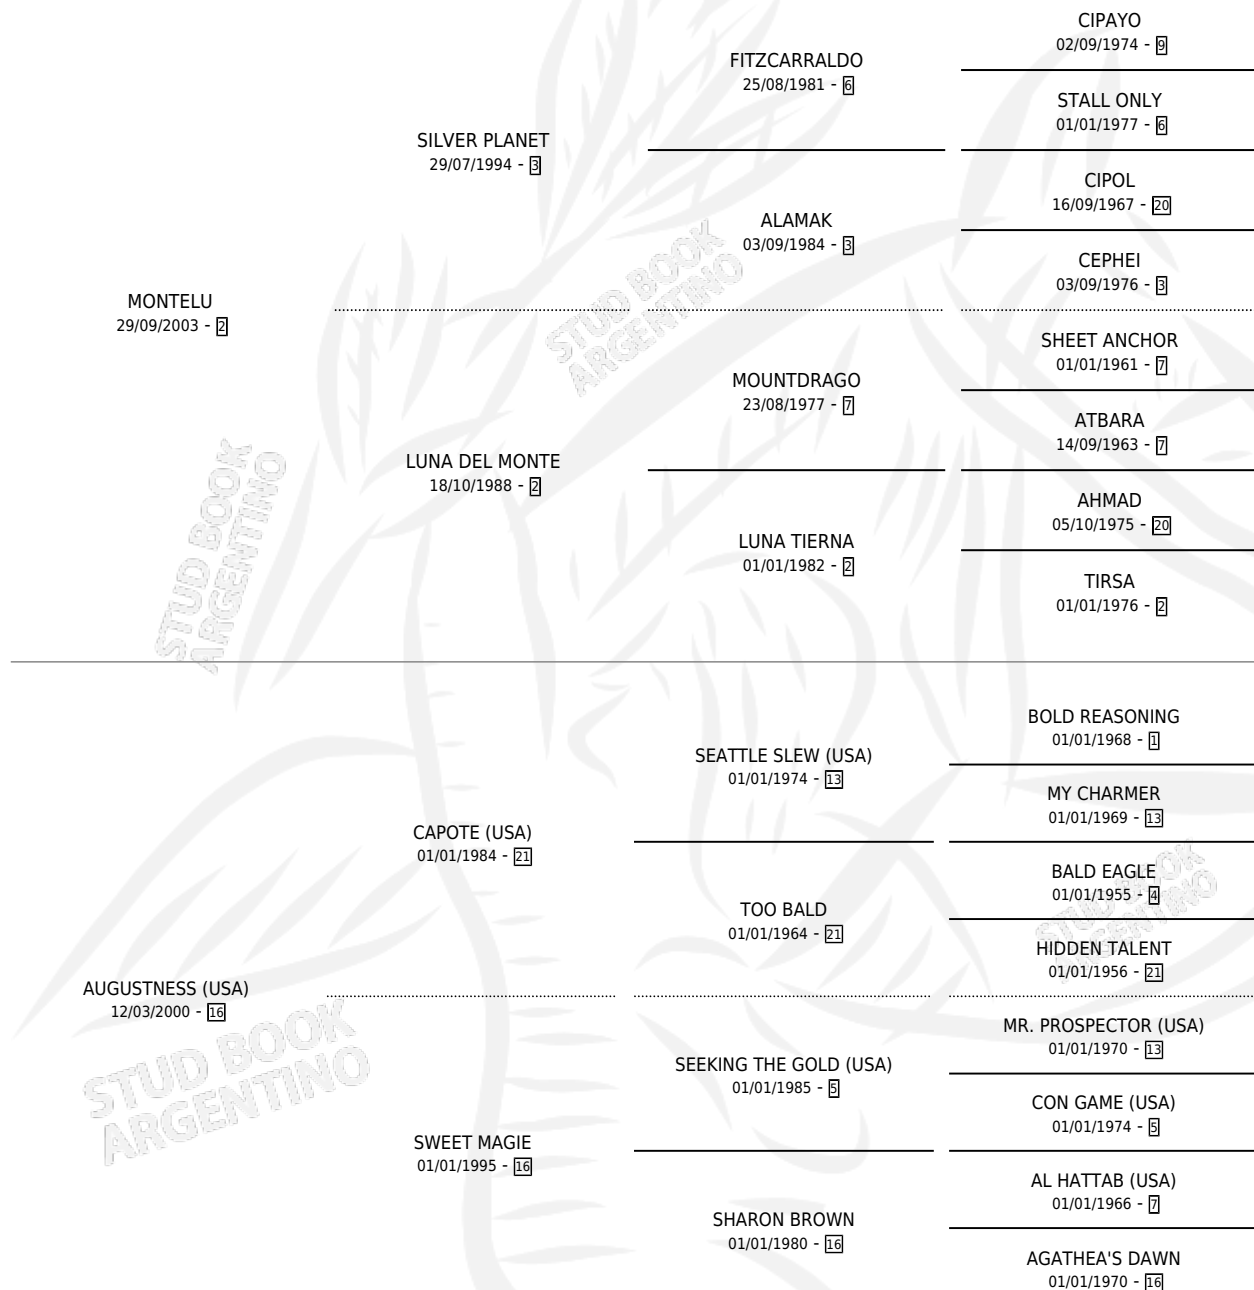 CIPAYO
02/09/1974 - 9
FITZCARRALDO
25/08/1981 - 6
STALL ONLY
01/01/1977 - 6
SILVER PLANET
29/07/1994 - 3
CIPOL
16/09/1967 - 20
ALAMAK
03/09/1984 - 3
CEPHEI
03/09/1976 - 3
MONTELU
29/09/2003 - 2
SHEET ANCHOR
01/01/1961 - 7
MOUNTDRAGO
23/08/1977 - 7
ATBARA
14/09/1963 - 7
LUNA DEL MONTE
18/10/1988 - 2
AHMAD
05/10/1975 - 20
LUNA TIERNA
01/01/1982 - 2
TIRSA
01/01/1976 - 2
BOLD REASONING
01/01/1968 - 1
SEATTLE SLEW (USA)
01/01/1974 - 13
MY CHARMER
01/01/1969 - 13
CAPOTE (USA)
01/01/1984 - 21
BALD EAGLE
01/01/1955 - 4
TOO BALD
01/01/1964 - 21
HIDDEN TALENT
01/01/1956 - 21
AUGUSTNESS (USA)
12/03/2000 - 16
MR. PROSPECTOR (USA)
01/01/1970 - 13
SEEKING THE GOLD (USA)
01/01/1985 - 5
CON GAME (USA)
01/01/1974 - 5
SWEET MAGIE
01/01/1995 - 16
AL HATTAB (USA)
01/01/1966 - 7
SHARON BROWN
01/01/1980 - 16
AGATHEA'S DAWN
01/01/1970 - 16
STUD BOOK
ARGENTINO
STUD BOOK
ARGENTINO
STUD BOOK
ARGENTINO
STUD BOOK
ARGENTINO